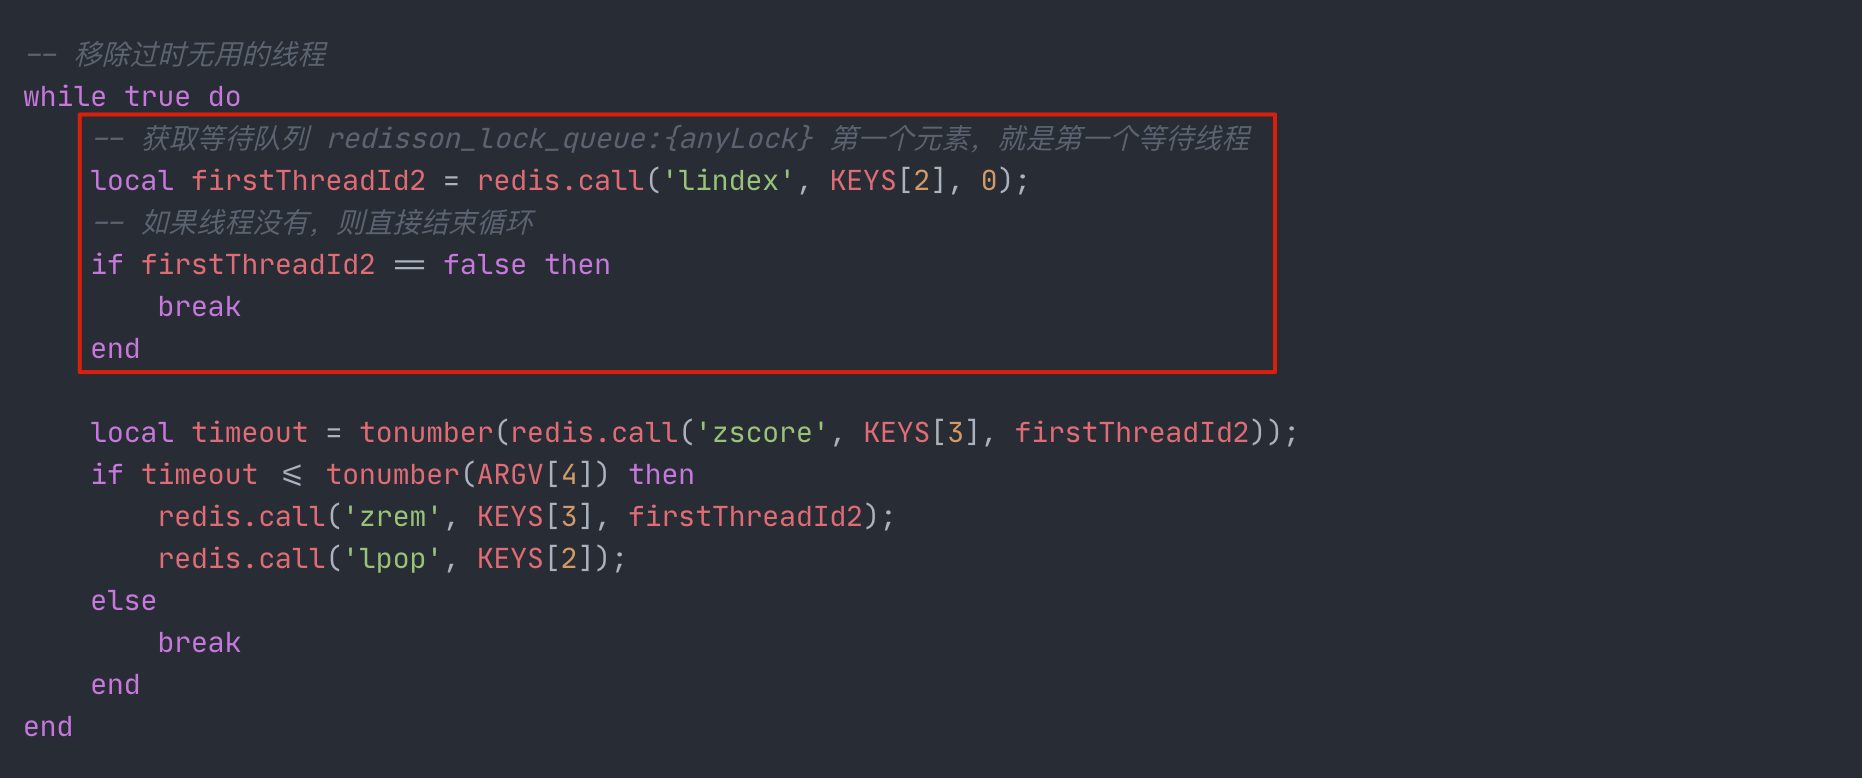 -- 移除过时无用的线程
while true do
    -- 获取等待队列 redisson_lock_queue:{anyLock} 第一个元素，就是第一个等待线程
    local firstThreadId2 = redis.call('lindex', KEYS[2], 0);
    -- 如果线程没有，则直接结束循环
    if firstThreadId2 == false then
        break
    end
    local timeout = tonumber(redis.call('zscore', KEYS[3], firstThreadId2));
    if timeout <= tonumber(ARGV[4]) then
        redis.call('zrem', KEYS[3], firstThreadId2);
        redis.call('lpop', KEYS[2]);
    else
        break
    end
end